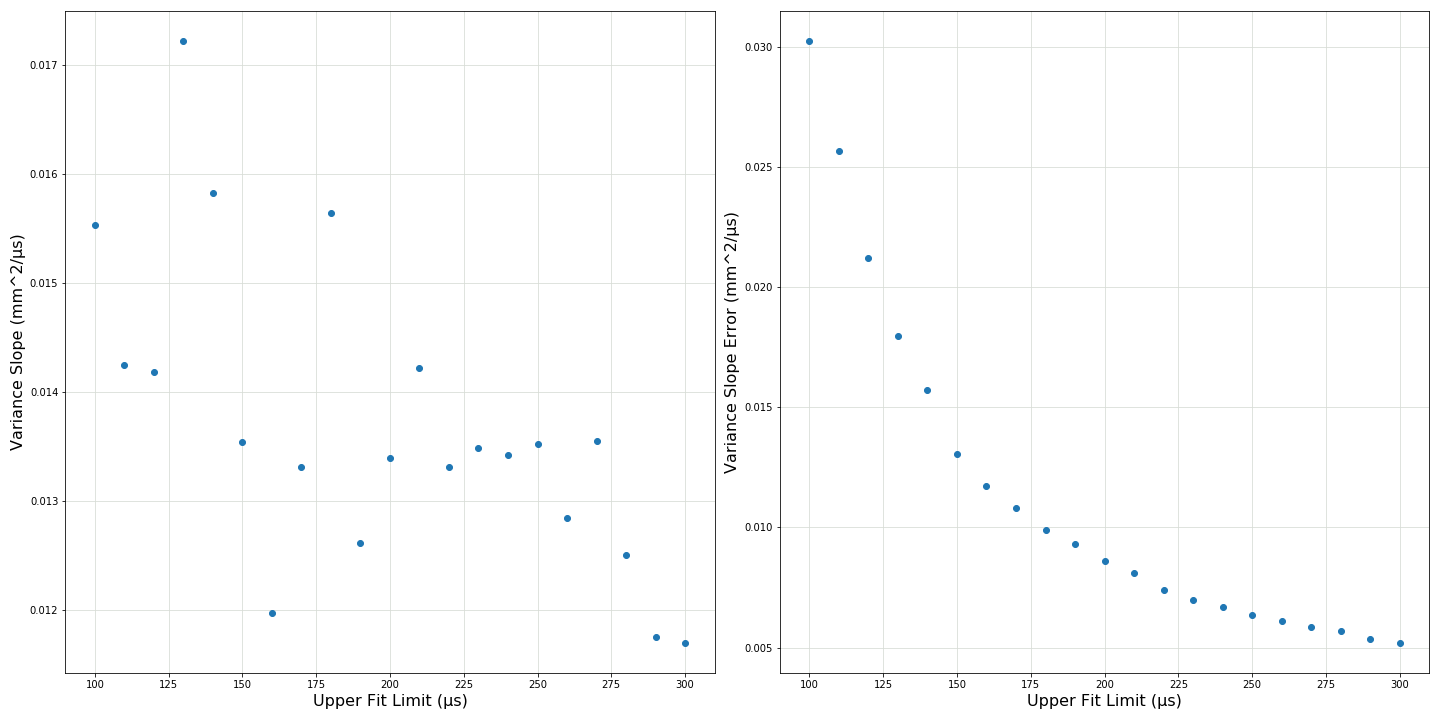 Variance Slope (mm^2/μs)
0.017
0.016
0.015
0.014
0.013
0.012
100 125 150 175 200 225 250 275 300
Upper Fit Limit (μs)
Variance Slope Error (mm^2/μs)
0.030
0.025
0.020
0.015
0.010
0.005
100 125 150 175 200 225 250 275 300
Upper Fit Limit (μs)